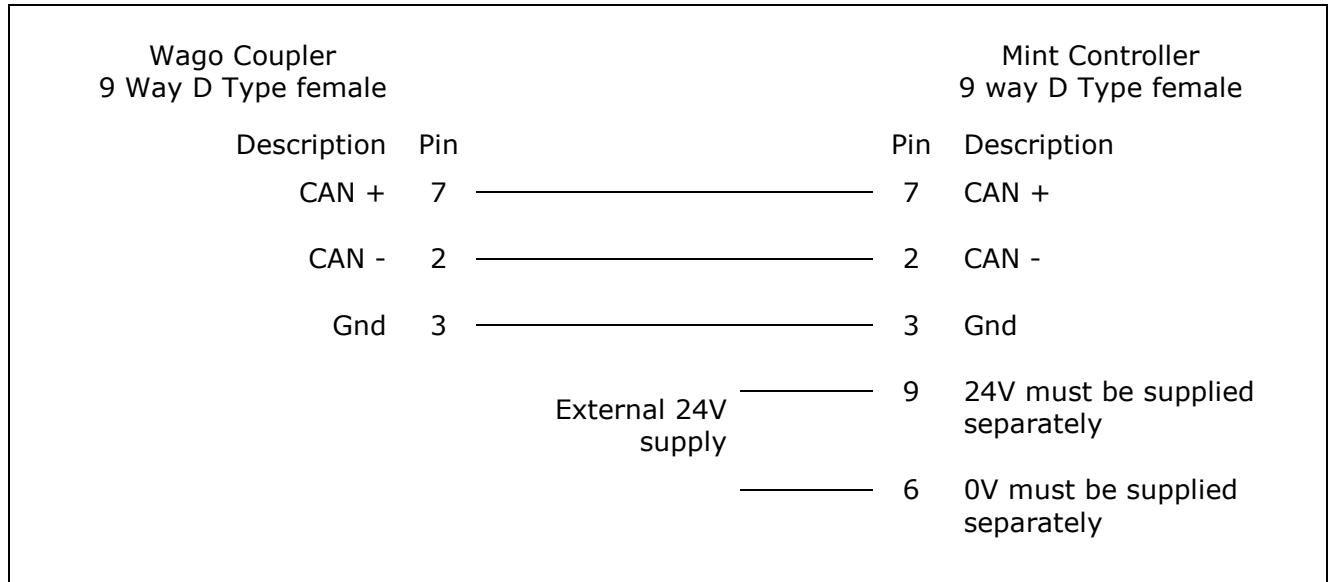 Wago Coupler
9 Way D Type female
Mint Controller
9 way D Type female
Description Pin
Pin Description
CAN + 7
7 CAN +
CAN - 2
2 CAN -
Gnd 3
3 Gnd
External 24V
supply
9 24V must be supplied
separately
6 0V must be supplied
separately